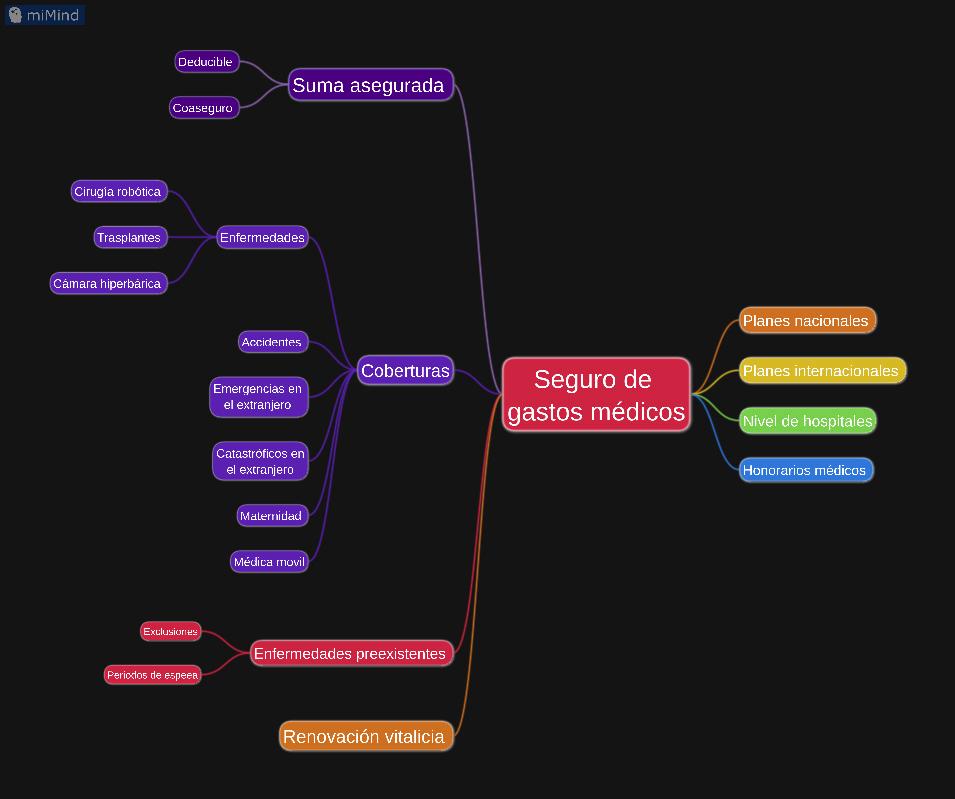 miMind
Deducible
Suma asegurada
Coaseguro
Cirugía robótica
Trasplantes
Enfermedades
Cámara hiperbárica
Accidentes
Coberturas
Emergencias en
el extranjero
Catastróficos en
el extranjero
Maternidad
Médica movil
Exclusiones
Enfermedades preexistentes
Periodos de espeea
Renovación vitalicia
Seguro de
gastos médicos
Planes nacionales
Planes internacionales
Nivel de hospitales
Honorarios médicos